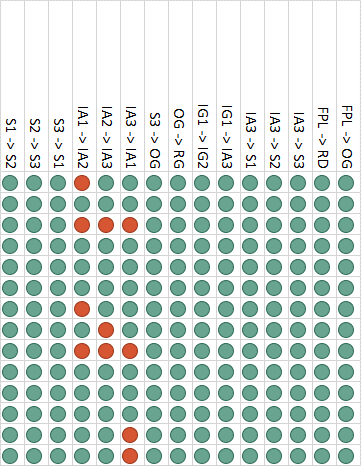 S1 -> S2
S2 -> S3
S3 -> S1
IA1 -> IA2
IA2 -> IA3
IA3 -> IA1
S3 -> OG
OG -> RG
IG1 -> IG2
IG1 -> IA3
IA3 -> S1
IA3 -> S2
IA3 -> S3
FPL -> RD
FPL -> OG